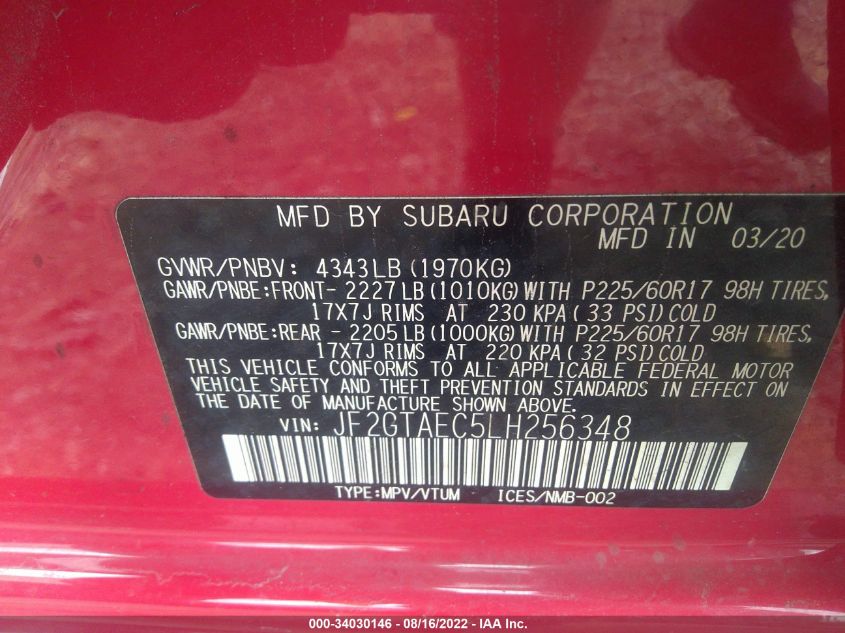 MFD BY SUBARU CORPORATION
MFD IN 03/20
GVWR/PNBV: 4343LB (1970KG)
GAWR/PNBE:FRONT- 2227LB (1010KG) WITH P225/60R17 98H TIRES,
17X7J RIMS AT 230 KPA (33 PSI) COLD
GAWR/PNBE:REAR - 2205LB (1000KG) WITH P225/60R17 98H TIRES,
17X7J RIMS AT 220 KPA (32 PSI) COLD
THIS VEHICLE CONFORMS TO ALL APPLICABLE FEDERAL MOTOR
VEHICLE SAFETY AND THEFT PREVENTION STANDARDS IN EFFECT ON
THE DATE OF MANUFACTURE SHOWN ABOVE.
VIN: JF2GTAEC5LH256348
TYPE:MPV/VTUM ICES/NMB-002
000-34030146 - 08/16/2022 - IAA Inc.